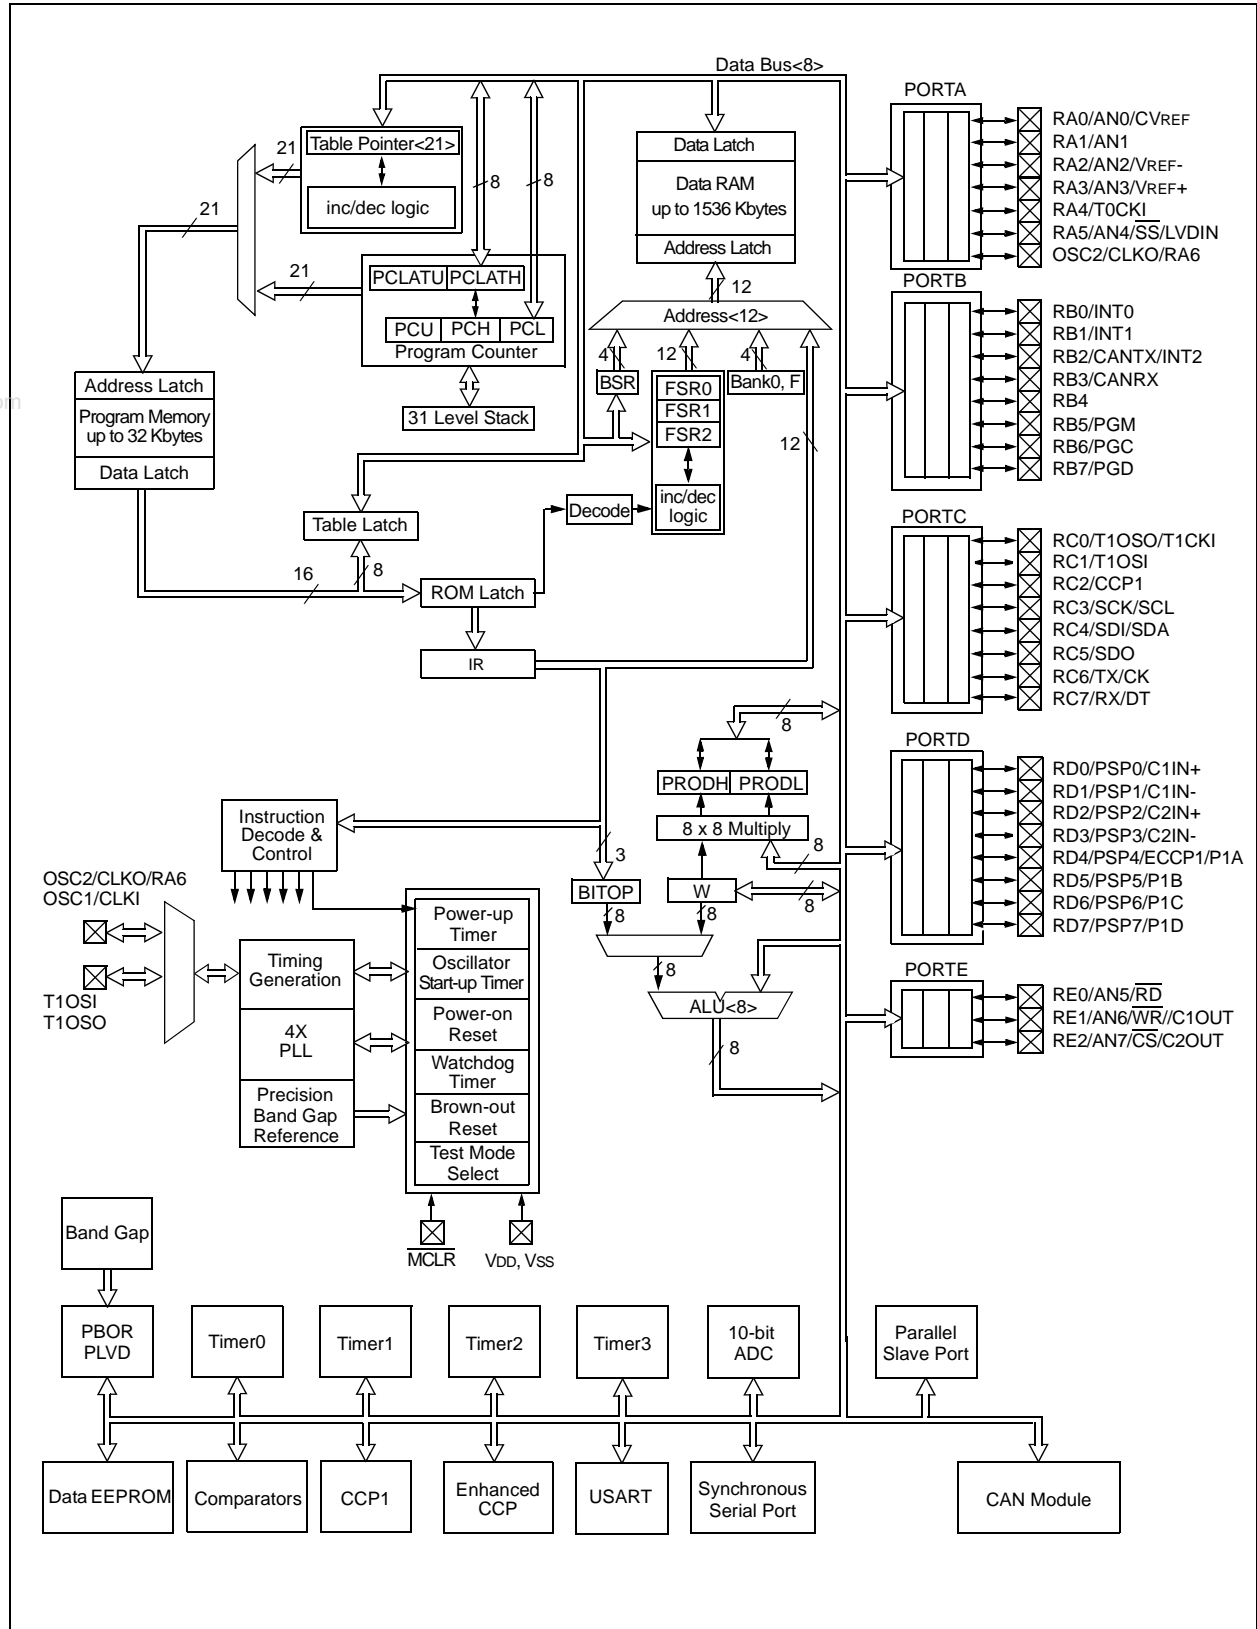 Data Bus<8>
Table Pointer<21>
inc/dec logic
21
21
21
8
8
PCLATU
PCLATH
PCU
PCH
PCL
Program Counter
31 Level Stack
Address Latch
Program Memory
up to 32 Kbytes
Data Latch
Data Latch
Data RAM
up to 1536 Kbytes
Address Latch
12
Address<12>
4
12
4
BSR
FSR0
FSR1
FSR2
Bank0, F
inc/dec
logic
12
Decode
Table Latch
16
8
ROM Latch
IR
PORTA
RA0/AN0/CVREF
RA1/AN1
RA2/AN2/VREF-
RA3/AN3/VREF+
RA4/T0CKI
RA5/AN4/SS/LVDIN
OSC2/CLKO/RA6
PORTB
RB0/INT0
RB1/INT1
RB2/CANTX/INT2
RB3/CANRX
RB4
RB5/PGM
RB6/PGC
RB7/PGD
PORTC
RC0/T1OSO/T1CKI
RC1/T1OSI
RC2/CCP1
RC3/SCK/SCL
RC4/SDI/SDA
RC5/SDO
RC6/TX/CK
RC7/RX/DT
PORTD
RD0/PSP0/C1IN+
RD1/PSP1/C1IN-
RD2/PSP2/C2IN+
RD3/PSP3/C2IN-
RD4/PSP4/ECCP1/P1A
RD5/PSP5/P1B
RD6/PSP6/P1C
RD7/PSP7/P1D
PORTE
RE0/AN5/RD
RE1/AN6/WR//C1OUT
RE2/AN7/CS/C2OUT
8
PRODH
PRODL
8 x 8 Multiply
8
3
BITOP
W
8
8
8
8
ALU<8>
8
Instruction
Decode &
Control
OSC2/CLKO/RA6
OSC1/CLKI
T1OSI
T1OSO
Timing
Generation
4X
PLL
Precision
Band Gap
Reference
Power-up
Timer
Oscillator
Start-up Timer
Power-on
Reset
Watchdog
Timer
Brown-out
Reset
Test Mode
Select
MCLR
VDD, VSS
Band Gap
PBOR
PLVD
Timer0
Timer1
Timer2
Timer3
10-bit
ADC
Parallel
Slave Port
Data EEPROM
Comparators
CCP1
Enhanced
CCP
USART
Synchronous
Serial Port
CAN Module